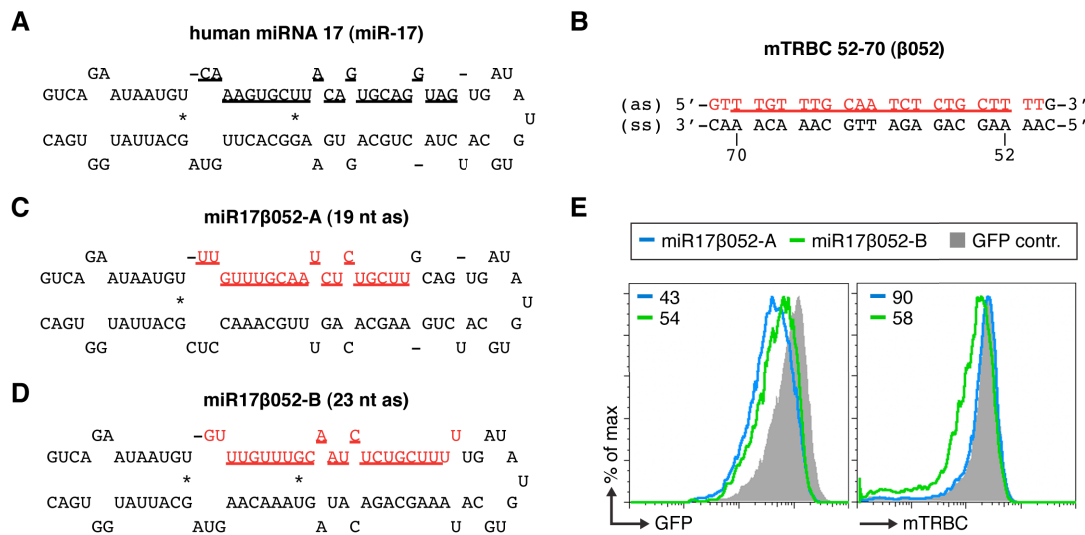 A
human miRNA 17 (miR-17)
GA –CA A G G – AU
GUCA AUAAUGU AAGUGCUU CA UGCAG UAG UG A
* * U
CAGU UAUUACG UUCACGGA GU ACGUC AUC AC G
GG AUG A G – U GU
B
mTRBC 52-70 (β052)
(as) 5’-GTT TGT TTG CAA TCT CTG CTT TTG-3’
(ss) 3’-CAA ACA AAC GTT AGA GAC GAA AAC-5’
70 52
C
miR17β052-A (19 nt as)
GA –UU U C G – AU
GUCA AUAAUGU GUUUGCAA CU UGCUU CAG UG A
* U
CAGU UAUUACG CAAACGUU GA ACGAA GUC AC G
GG CUC U C – U GU
D
miR17β052-B (23 nt as)
GA –GU A C U AU
GUCA AUAAUGU UUGUUUGC AU UCUGCUUU UG A
* * U
CAGU UAUUACG AACAAAUG UA AGACGAAA AC G
GG AUG A C U GU
E
miR17β052-A miR17β052-B GFP contr.
43
54
90
58
% of max
GFP
mTRBC